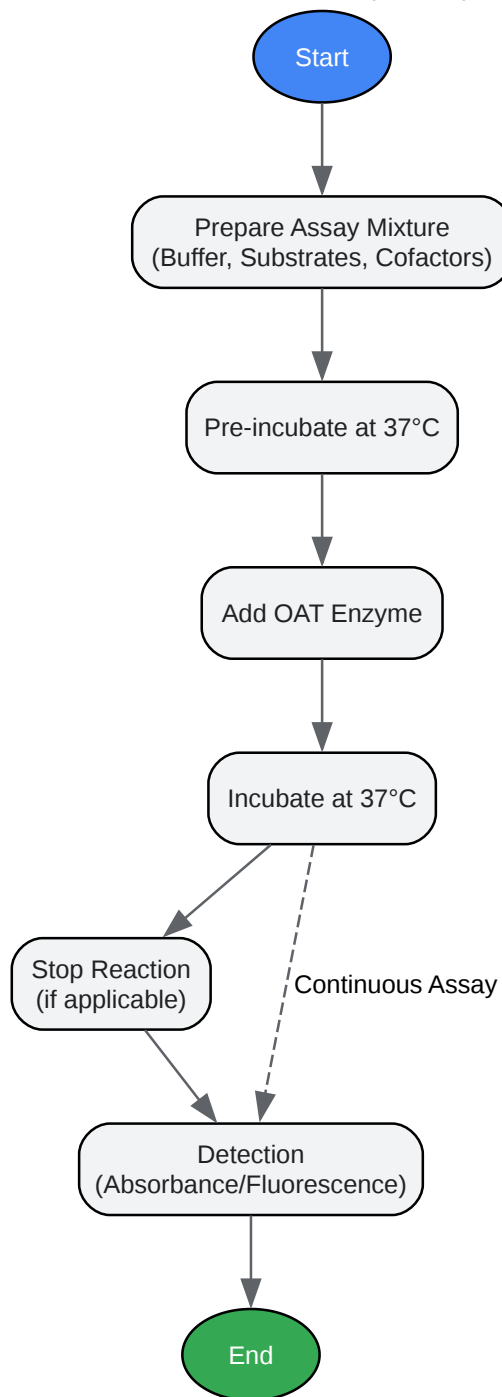 Start
Prepare Assay Mixture
(Buffer, Substrates, Cofactors)
Pre-incubate at 37°C
Add OAT Enzyme
Incubate at 37°C
Stop Reaction
(if applicable)
Continuous Assay
Detection
(Absorbance/Fluorescence)
End